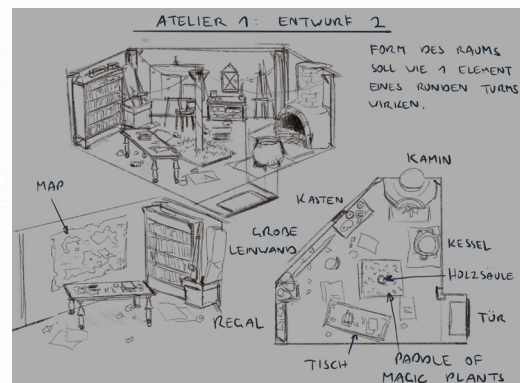 ATELIER 1: ENTWURF 2
FORM DES RAUMS
SOLL WIE 1 ELEMENT
EINES RUNDEN TURMS
WIRKEN.
MAP
GROßE
LEINWAND
REGAL
KAMIN
KASTEN
KESSEL
HOLZSÄULE
TÜR
TISCH
PADDLE OF
MAGIC PLANTS